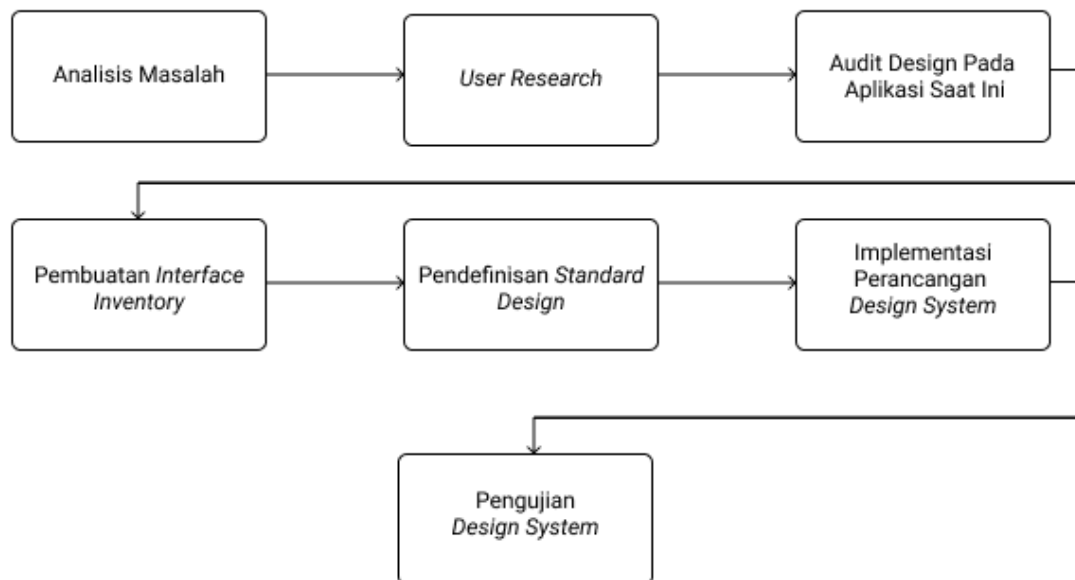 Analisis Masalah
User Research
Audit Design Pada
Aplikasi Saat Ini
Pembuatan Interface
Inventory
Pendefinisan Standard
Design
Implementasi
Perancangan
Design System
Pengujian
Design System